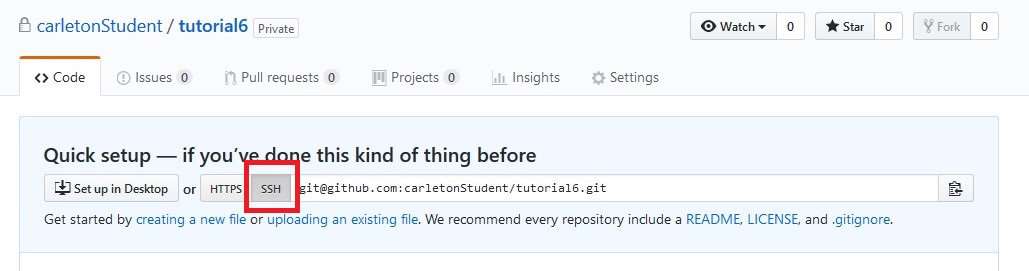 carletonStudent / tutorial6 Private Watch 0 Star 0 Fork 0
Code Issues 0 Pull requests 0 Projects 0 Insights Settings
Quick setup — if you've done this kind of thing before
Set up in Desktop or HTTPS SSH git@github.com:carletonStudent/tutorial6.git
Get started by creating a new file or uploading an existing file. We recommend every repository include a README, LICENSE, and .gitignore.